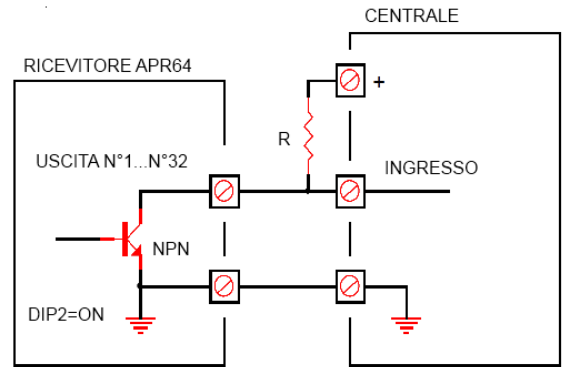 CENTRALE
RICEVITORE APR64
+
R
USCITA N°1...N°32
INGRESSO
NPN
DIP2=ON